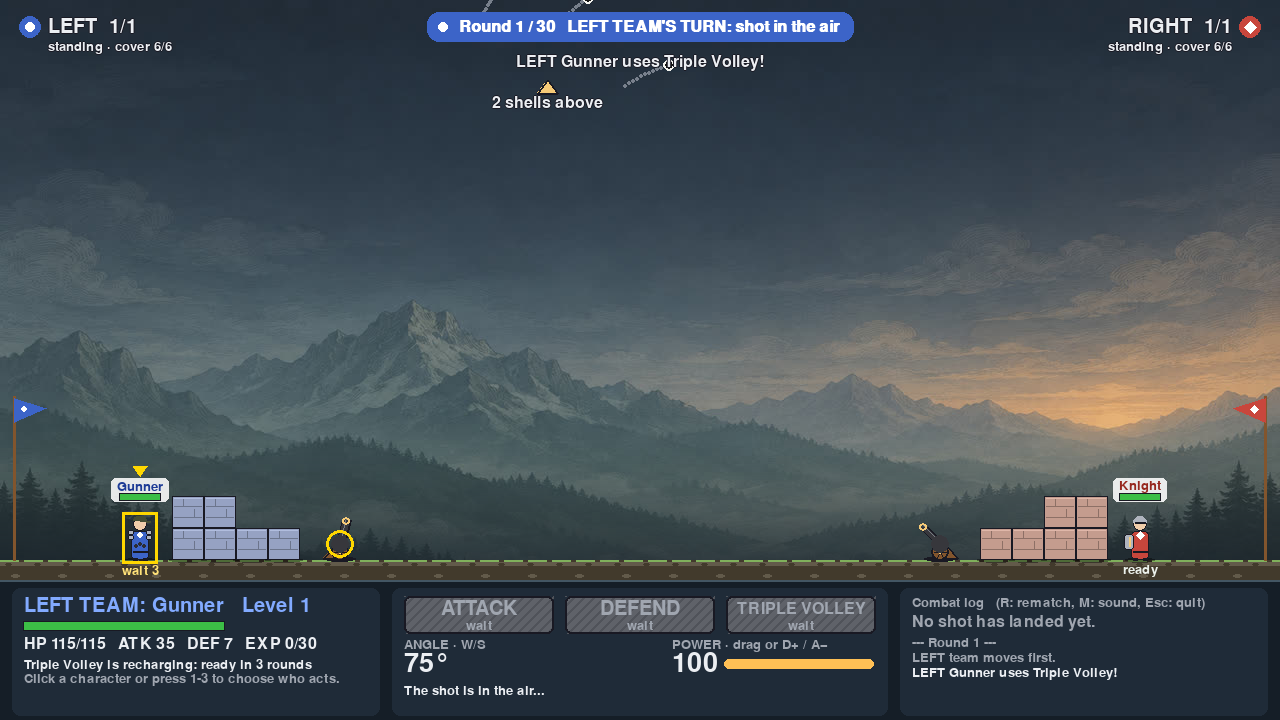 LEFT 1/1
standing · cover 6/6
Round 1 / 30 LEFT TEAM'S TURN: shot in the air
RIGHT 1/1
standing · cover 6/6
LEFT Gunner uses Triple Volley!
2 shells above
Gunner
wait 3
Knight
ready
LEFT TEAM: Gunner Level 1
HP 115/115 ATK 35 DEF 7 EXP 0/30
Triple Volley is recharging: ready in 3 rounds
Click a character or press 1-3 to choose who acts.
ATTACK
wait
DEFEND
wait
TRIPLE VOLLEY
wait
ANGLE · W/S
75°
POWER · drag or D+ / A–
100
The shot is in the air...
Combat log (R: rematch, M: sound, Esc: quit)
No shot has landed yet.
--- Round 1 ---
LEFT team moves first.
LEFT Gunner uses Triple Volley!